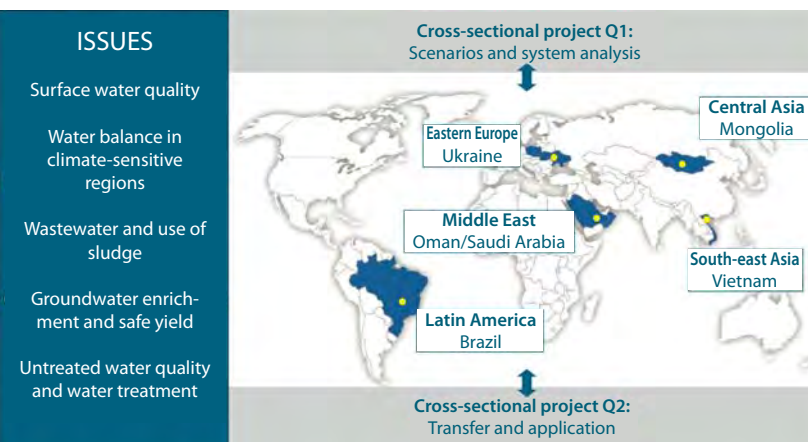 ISSUES
Surface water quality
Water balance in
climate-sensitive
regions
Wastewater and use of
sludge
Groundwater enrich-
ment and safe yield
Untreated water quality
and water treatment
Cross-sectional project Q1:
Scenarios and system analysis
Eastern Europe
Ukraine
Central Asia
Mongolia
Middle East
Oman/Saudi Arabia
South-east Asia
Vietnam
Latin America
Brazil
Cross-sectional project Q2:
Transfer and application